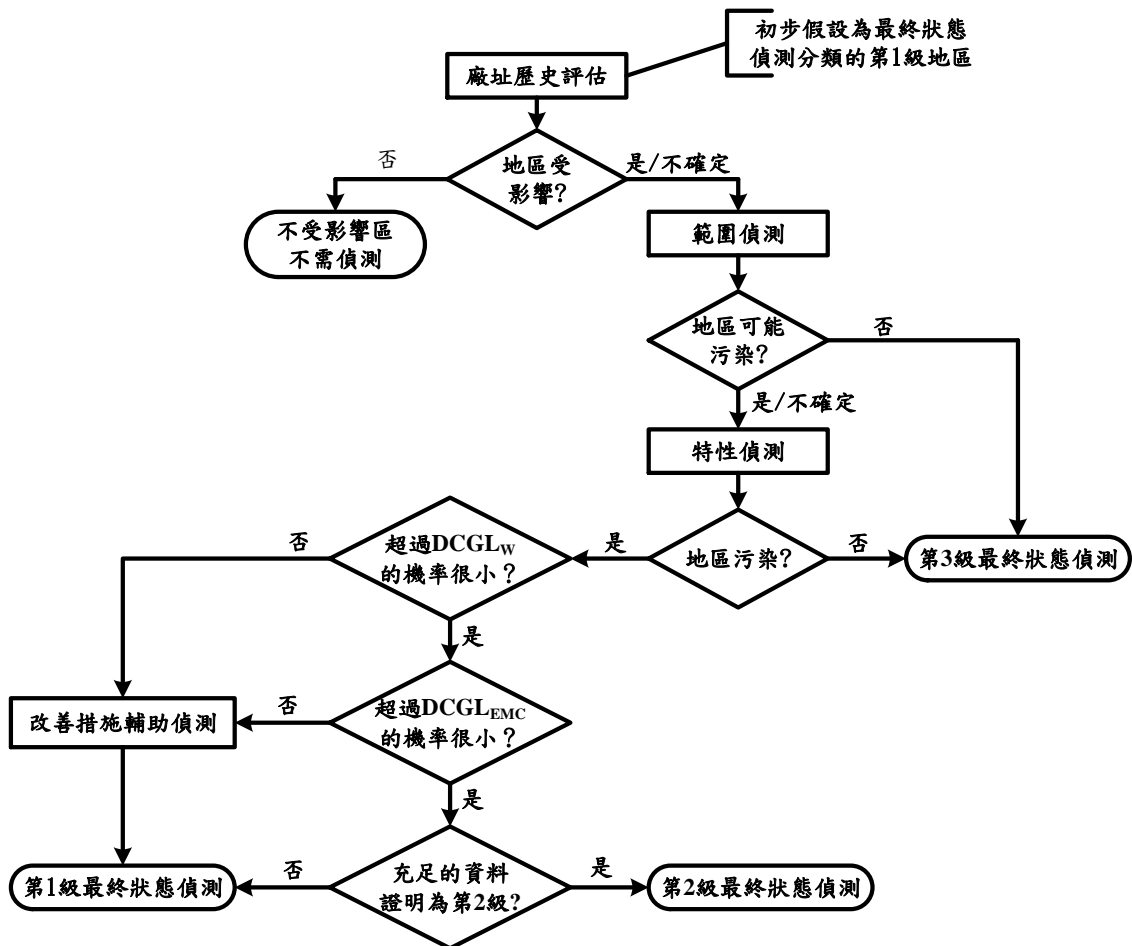 初步假設為最終狀態
偵測分類的第1級地區
廠址歷史評估
否
地區受
影響?
是/不確定
不受影響區
不需偵測
範圍偵測
地區可能
污染?
否
是/不確定
特性偵測
否
超過DCGLW
的機率很小?
是
地區污染?
否
第3級最終狀態偵測
是
改善措施輔助偵測
否
超過DCGLEMC
的機率很小?
是
第1級最終狀態偵測
否
充足的資料
證明為第2級?
是
第2級最終狀態偵測